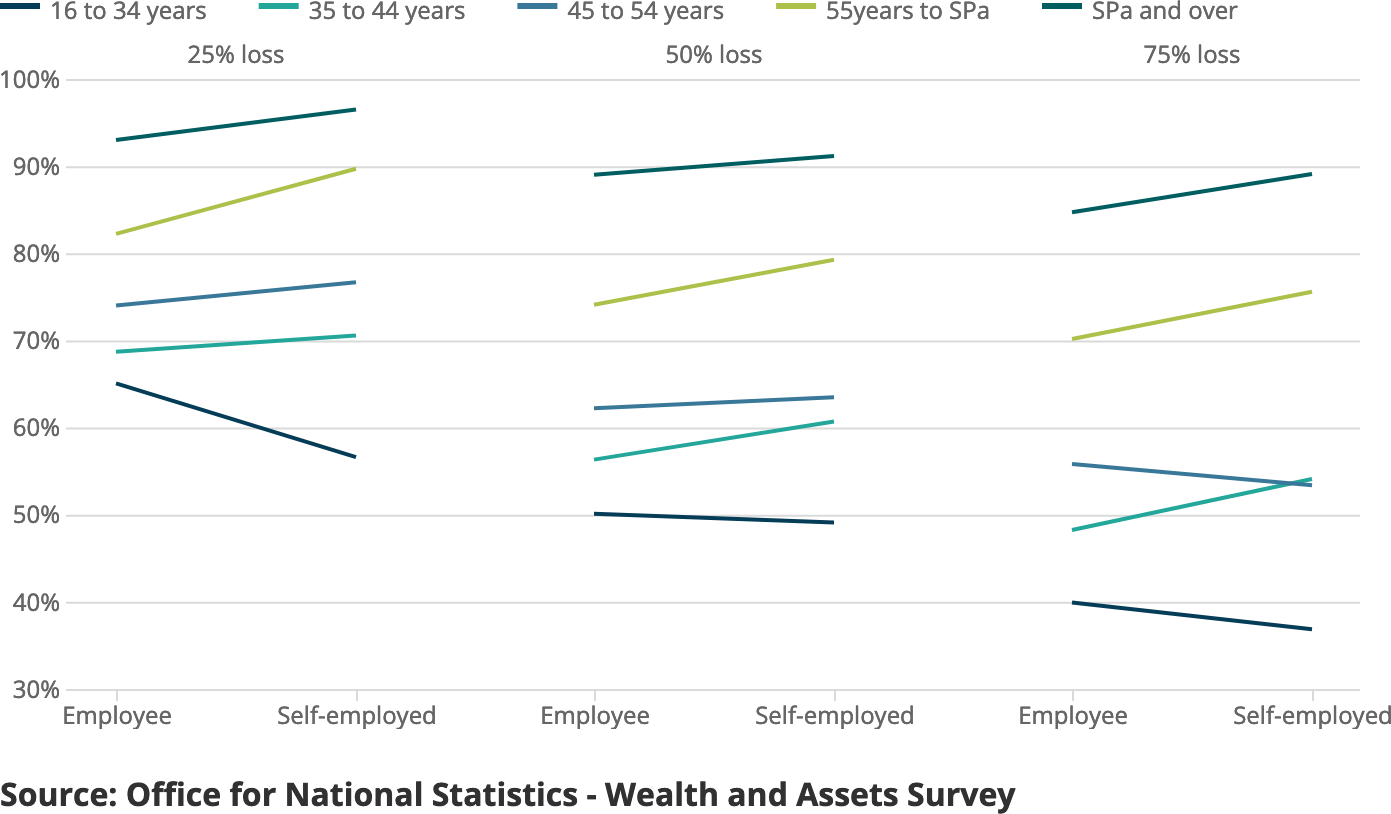 16 to 34 years 35 to 44 years 45 to 54 years 55years to SPa SPa and over
25% loss 50% loss 75% loss
100%
90%
80%
70%
60%
50%
40%
30%
Employee Self-employed Employee Self-employed Employee Self-employed
Source: Office for National Statistics - Wealth and Assets Survey